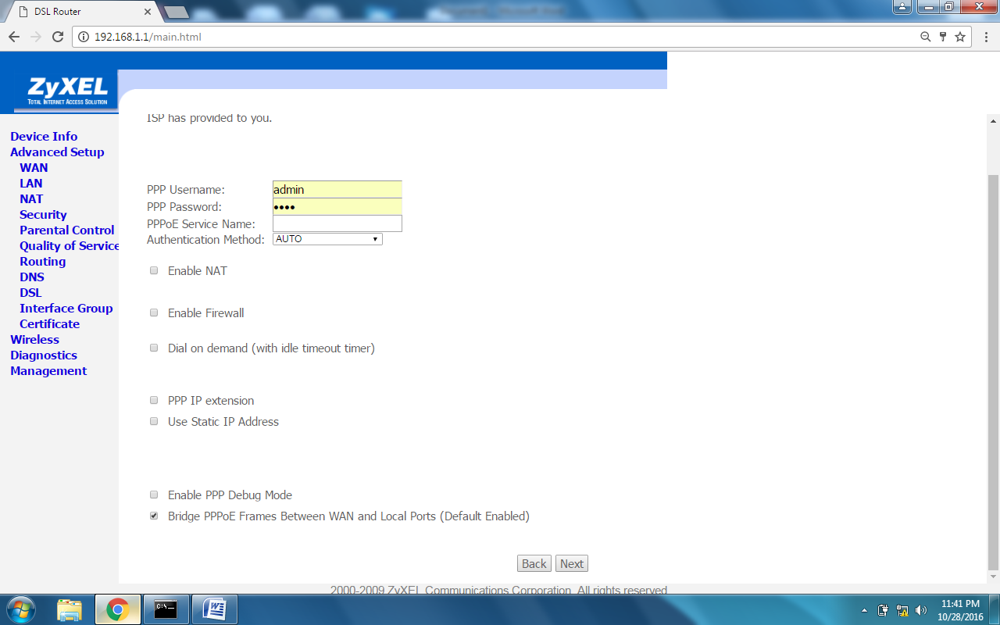 DSL Router
192.168.1.1/main.html
ZyXEL
TOTAL INTERNET ACCESS SOLUTION
Device Info
Advanced Setup
WAN
LAN
NAT
Security
Parental Control
Quality of Service
Routing
DNS
DSL
Interface Group
Certificate
Wireless
Diagnostics
Management
ISP has provided to you.
PPP Username: admin
PPP Password: ••••
PPPoE Service Name:
Authentication Method: AUTO
Enable NAT
Enable Firewall
Dial on demand (with idle timeout timer)
PPP IP extension
Use Static IP Address
Enable PPP Debug Mode
Bridge PPPoE Frames Between WAN and Local Ports (Default Enabled)
Back Next
2000-2009 ZyXEL Communications Corporation. All rights reserved
C:\_
W
11:41 PM
10/28/2016